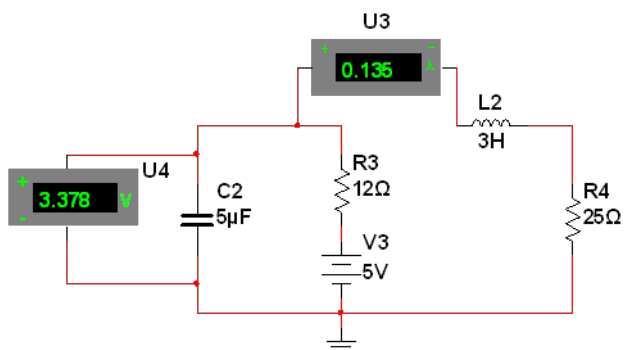 U3
+ -
0.135 A
L2
3H
U4
+
3.378 V
-
C2
5µF
R3
12Ω
R4
25Ω
V3
5V